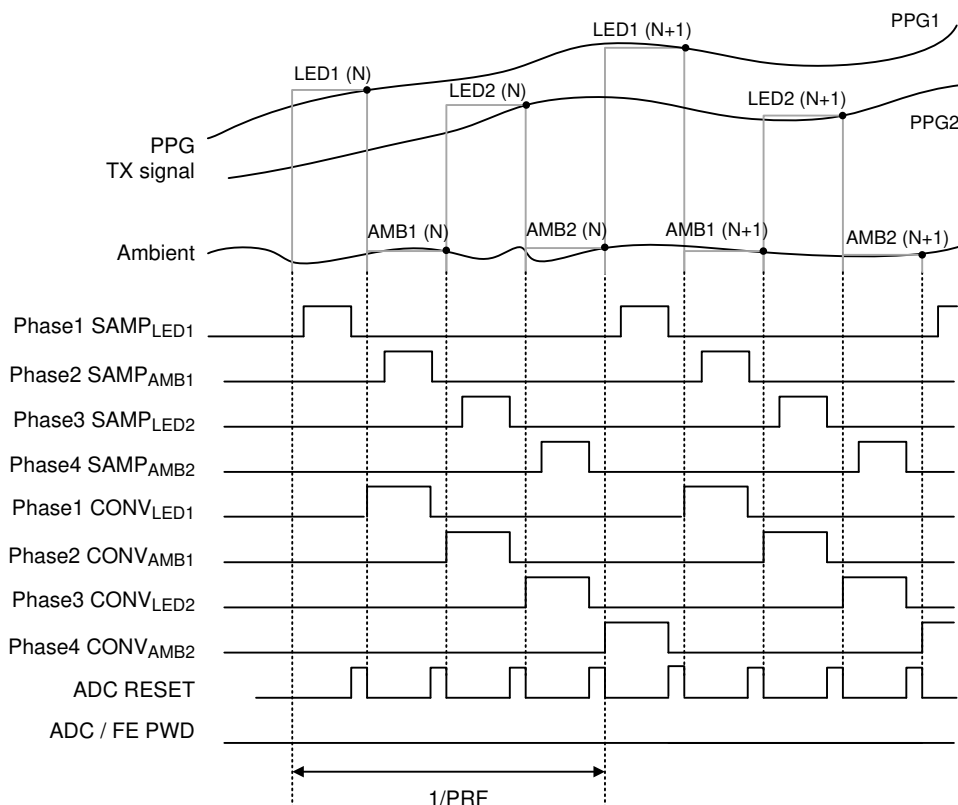 LED1 (N+1)
PPG1
LED1 (N)
LED2 (N)
LED2 (N+1)
PPG2
PPG
TX signal
AMB1 (N)
AMB2 (N)
AMB1 (N+1)
AMB2 (N+1)
Ambient
Phase1 SAMPLED1
Phase2 SAMPAMB1
Phase3 SAMPLED2
Phase4 SAMPAMB2
Phase1 CONVLED1
Phase2 CONVAMB1
Phase3 CONVLED2
Phase4 CONVAMB2
ADC RESET
ADC / FE PWD
1/PRF